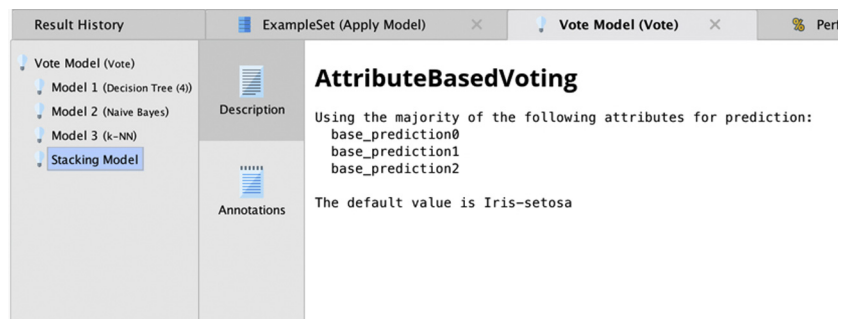 Result History
ExampleSet (Apply Model)
Vote Model (Vote)
Vote Model (Vote)
Model 1 (Decision Tree (4))
Model 2 (Naive Bayes)
Model 3 (k-NN)
Stacking Model
Description
Annotations
AttributeBasedVoting
Using the majority of the following attributes for prediction:
base_prediction0
base_prediction1
base_prediction2
The default value is Iris-setosa